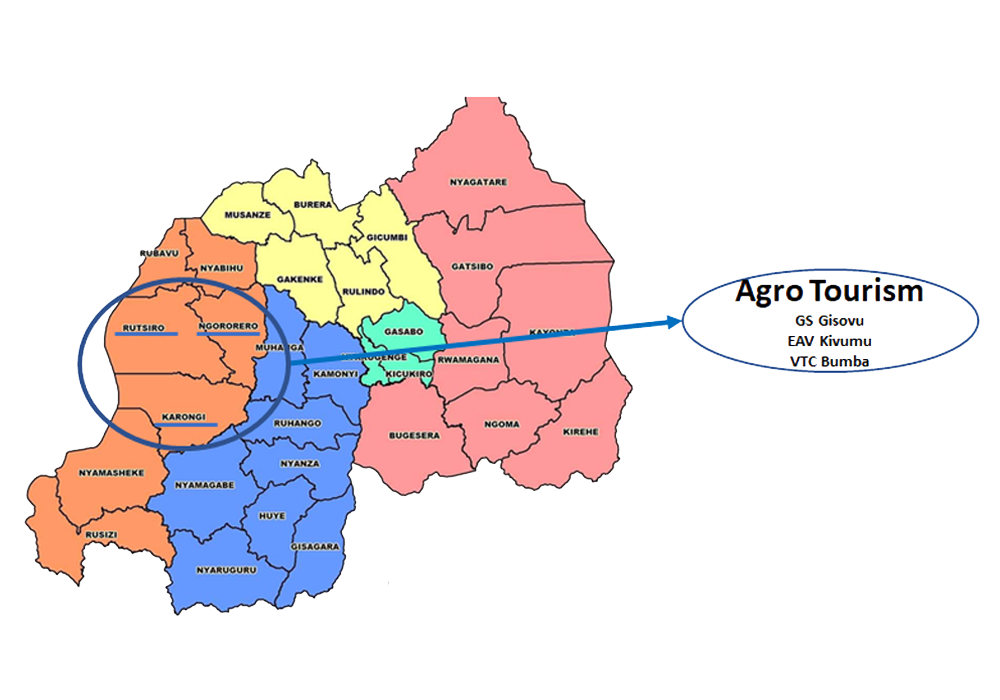 NYAGATARE
BURERA
MUSANZE
GICUMBI
RUBAVU
NYABIHU
GATSIBO
GAKENKE
RULINDO
Agro Tourism
GS Gisovu
EAV Kivumu
VTC Bumba
RUTSIRO
NGORORERO
GASABO
KAYONZA
MUHANGA
NYARUGENGE
RWAMAGANA
KAMONYI
KICUKIRO
KARONGI
RUHANGO
NGOMA
BUGESERA
KIREHE
NYANZA
NYAMASHEKE
NYAMAGABE
HUYE
RUSIZI
GISAGARA
NYARUGURU